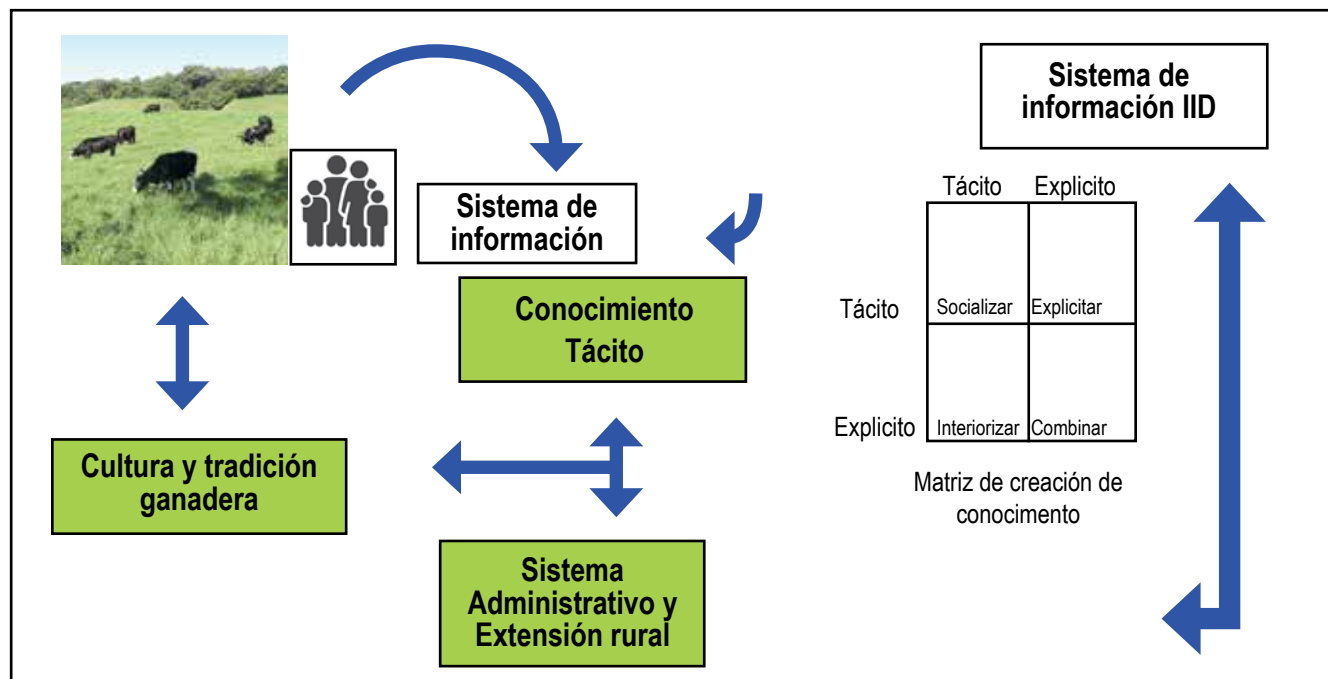 Sistema de
información IID
Sistema de
información
Conocimiento
Tácito
Cultura y tradición
ganadera
Sistema
Administrativo y
Extensión rural
Tácito Explicito
Tácito Socializar Explicitar
Explicito Interiorizar Combinar
Matriz de creación de
conocimento